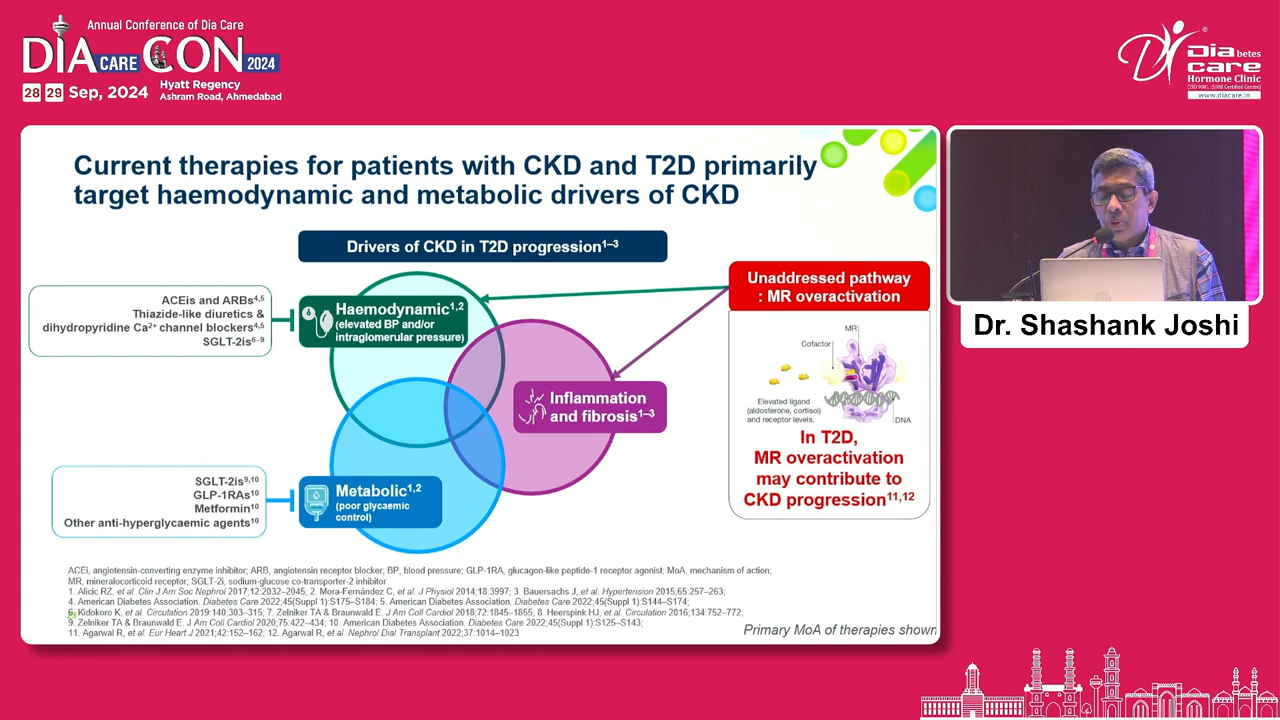 Annual Conference of Dia Care
DIA CARE CON 2024
28 29 Sep, 2024
Hyatt Regency
Ashram Road, Ahmedabad
Diabetes
care
Hormone Clinic
(ISO 9001:2008 Certified Centre)
www.diacare.in
Current therapies for patients with CKD and T2D primarily
target haemodynamic and metabolic drivers of CKD
Drivers of CKD in T2D progression1–3
ACEis and ARBs4,5
Thiazide-like diuretics &
dihydropyridine Ca2+ channel blockers4,5
SGLT-2is6–9
Haemodynamic1,2
(elevated BP and/or
intraglomerular pressure)
Inflammation
and fibrosis1–3
SGLT-2is9,10
GLP-1RAs10
Metformin10
Other anti-hyperglycaemic agents10
Metabolic1,2
(poor glycaemic
control)
Unaddressed pathway
: MR overactivation
MR
Cofactor
Elevated ligand
(aldosterone, cortisol)
and receptor levels.
DNA
In T2D,
MR overactivation
may contribute to
CKD progression11,12
ACEi, angiotensin-converting enzyme inhibitor; ARB, angiotensin receptor blocker; BP, blood pressure; GLP-1RA, glucagon-like peptide-1 receptor agonist; MoA, mechanism of action;
MR, mineralocorticoid receptor; SGLT-2i, sodium-glucose co-transporter-2 inhibitor
1. Alicic RZ, et al. Clin J Am Soc Nephrol 2017;12:2032–2045; 2. Mora-Fernández C, et al. J Physiol 2014;18:3997; 3. Bauersachs J, et al. Hypertension 2015;65:257–263;
4. American Diabetes Association. Diabetes Care 2022;45(Suppl 1):S175–S184; 5. American Diabetes Association. Diabetes Care 2022;45(Suppl 1):S144–S174;
6. Kidokoro K, et al. Circulation 2019:140;303–315; 7. Zelniker TA & Braunwald E. J Am Coll Cardiol 2018;72:1845–1855; 8. Heerspink HJ, et al. Circulation 2016;134:752–772;
9. Zelniker TA & Braunwald E. J Am Coll Cardiol 2020;75:422–434; 10. American Diabetes Association. Diabetes Care 2022;45(Suppl 1):S125–S143;
11. Agarwal R, et al. Eur Heart J 2021;42:152–162; 12. Agarwal R, et al. Nephrol Dial Transplant 2022;37:1014–1023
Primary MoA of therapies shown
Dr. Shashank Joshi